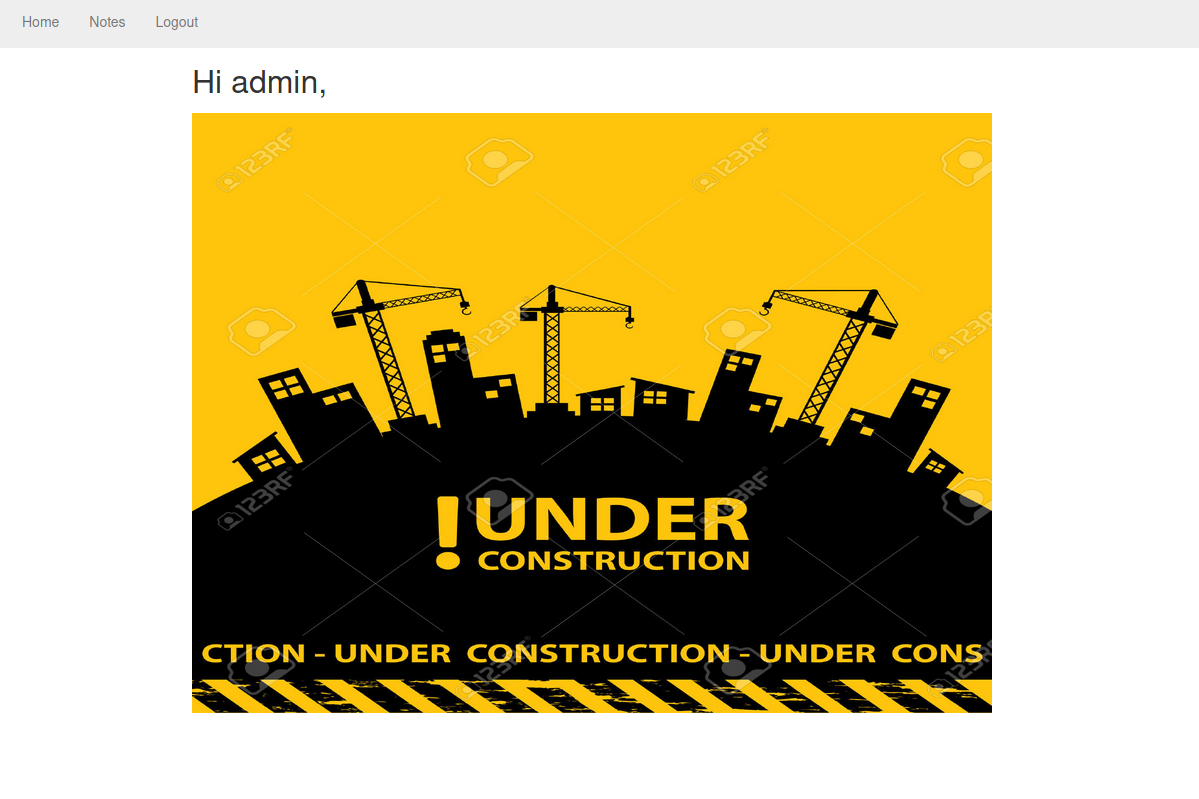 Home Notes Logout
Hi admin,
123RF 123RF
123RF 123RF
! UNDER
CONSTRUCTION
123RF 123RF
CTION - UNDER CONSTRUCTION - UNDER CONS
123RF 123RF